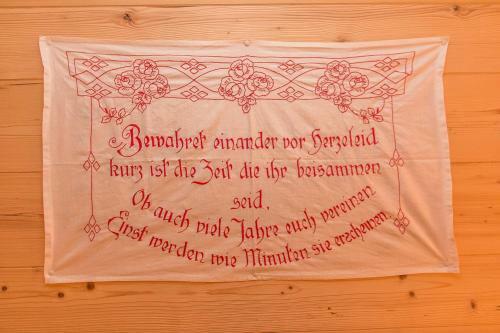 Bewahret einander vor Herzeleid
kurz ist die Zeit die ihr beisammen
seid.
Ob auch viele Jahre euch vereinen
Einst werden wie Minuten sie erscheinen.